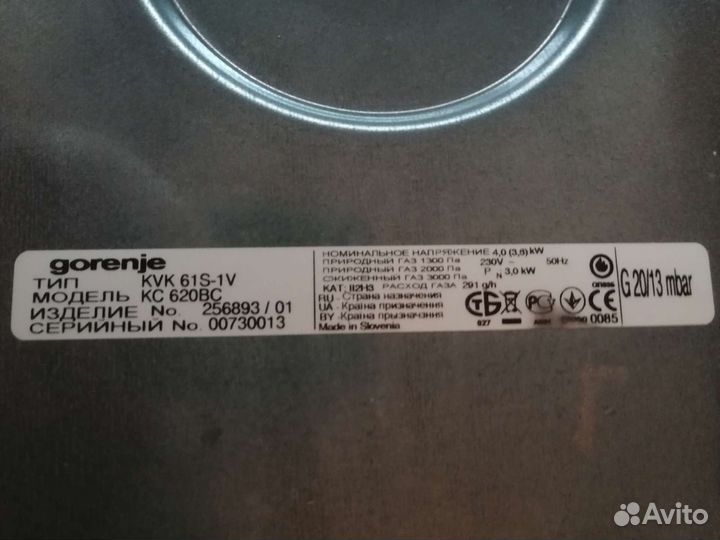 gorenje
ТИП KVK 61S-1V
МОДЕЛЬ KC 620BC
ИЗДЕЛИЕ No. 256893 / 01
СЕРИЙНЫЙ No. 00730013
НОМИНАЛЬНОЕ НАПРЯЖЕНИЕ 4,0 (3,8) kW
ПРИРОДНЫЙ ГАЗ 1300 Па 230V ~ 50Hz
ПРИРОДНЫЙ ГАЗ 2000 Па P N 3,0 kW
СЖИЖЕННЫЙ ГАЗ 3000 Па
КАТ: II2H3 РАСХОД ГАЗА 291 g/h
RU - Страна назначения
UA - Країна призначення
BY - Краіна прызначэння
Made in Slovenia
027
0085
G 20/13 mbar
Avito